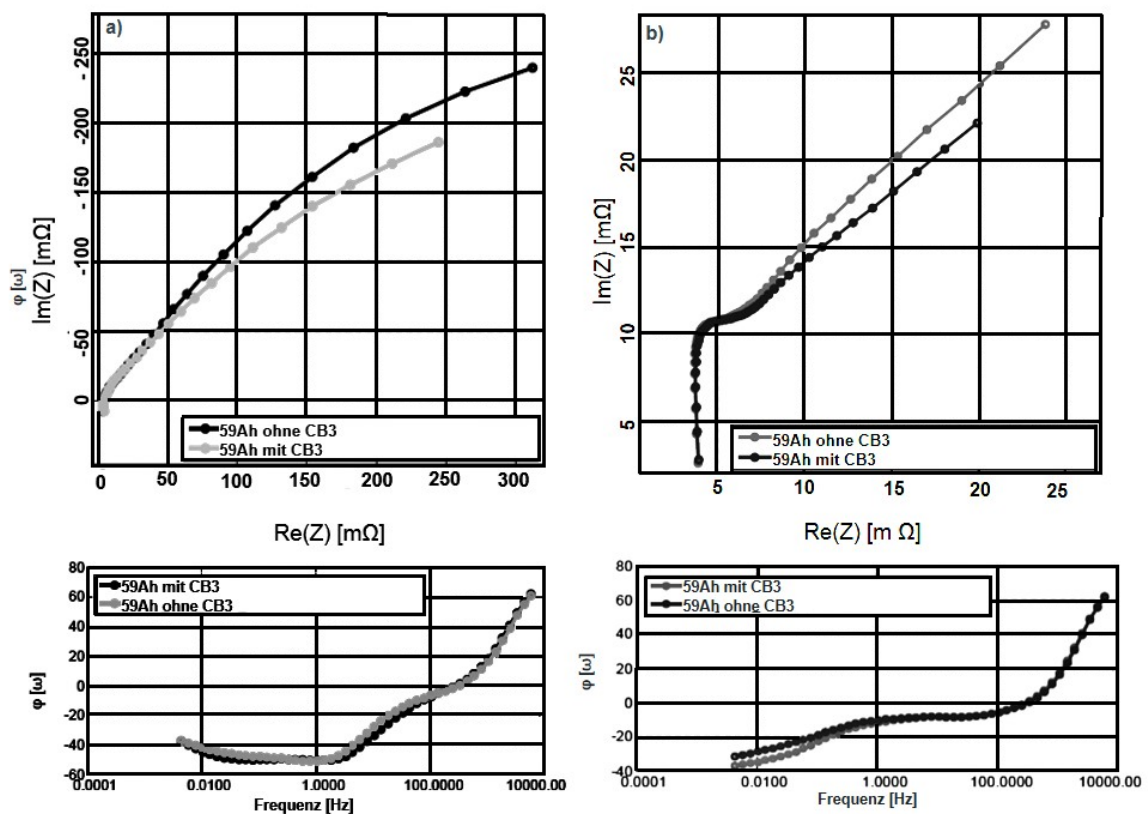 a)
- 250
-200
-150
-100
-50
0
φ [ω]
Im(Z) [mΩ]
59Ah ohne CB3
59Ah mit CB3
0 50 100 150 200 250 300
Re(Z) [mΩ]
b)
25
20
15
10
5
Im(Z) [mΩ]
59Ah ohne CB3
59Ah mit CB3
5 10 15 20 25
Re(Z) [m Ω]
80
60
40
20
0
-20
-40
-60
φ [ω]
59Ah mit CB3
59Ah ohne CB3
0.0001 0.0100 1.0000 100.0000 10000.00
Frequenz [Hz]
80
60
40
20
0
-20
-40
φ [ω]
59Ah mit CB3
59Ah ohne CB3
0.0001 0.0100 1.0000 100.0000 10000.00
Frequenz [Hz]